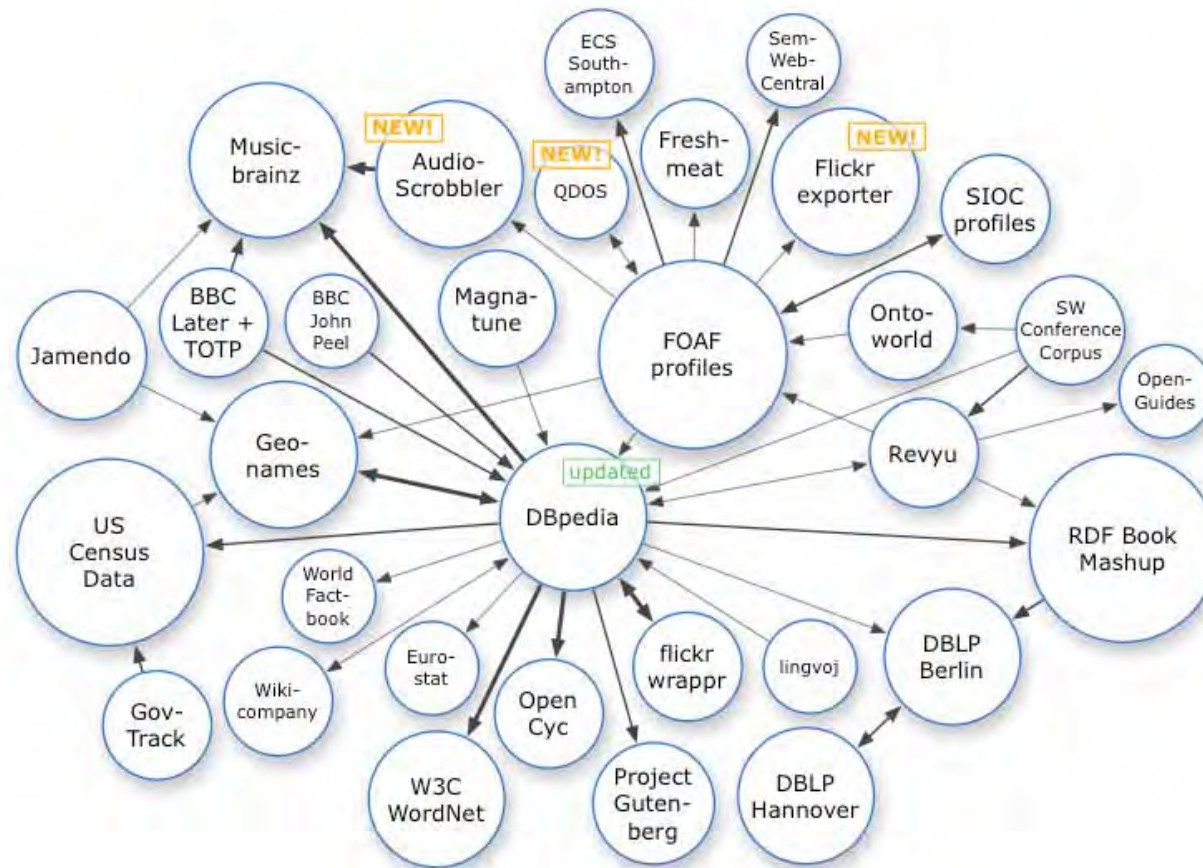 ECS
South-
ampton
Sem-
Web-
Central
Music-
brainz
NEW!
Audio-
Scrobbler
NEW!
QDOS
Fresh-
meat
NEW!
Flickr
exporter
SIOC
profiles
Jamendo
BBC
Later +
TOTP
BBC
John
Peel
Magna-
tune
FOAF
profiles
Onto-
world
SW
Conference
Corpus
Open-
Guides
Geo-
names
Revyu
updated
DBpedia
US
Census
Data
RDF Book
Mashup
World
Fact-
book
Wiki-
company
Euro-
stat
Open
Cyc
flickr
wrappr
lingvoj
DBLP
Berlin
Gov-
Track
W3C
WordNet
Project
Guten-
berg
DBLP
Hannover